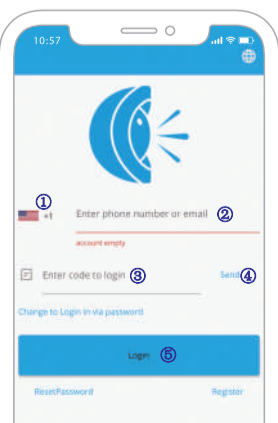 10:57
①
+1
Enter phone number or email ②
account empty
Enter code to login ③
Send ④
Change to Login in via password
Login ⑤
ResetPassword
Register